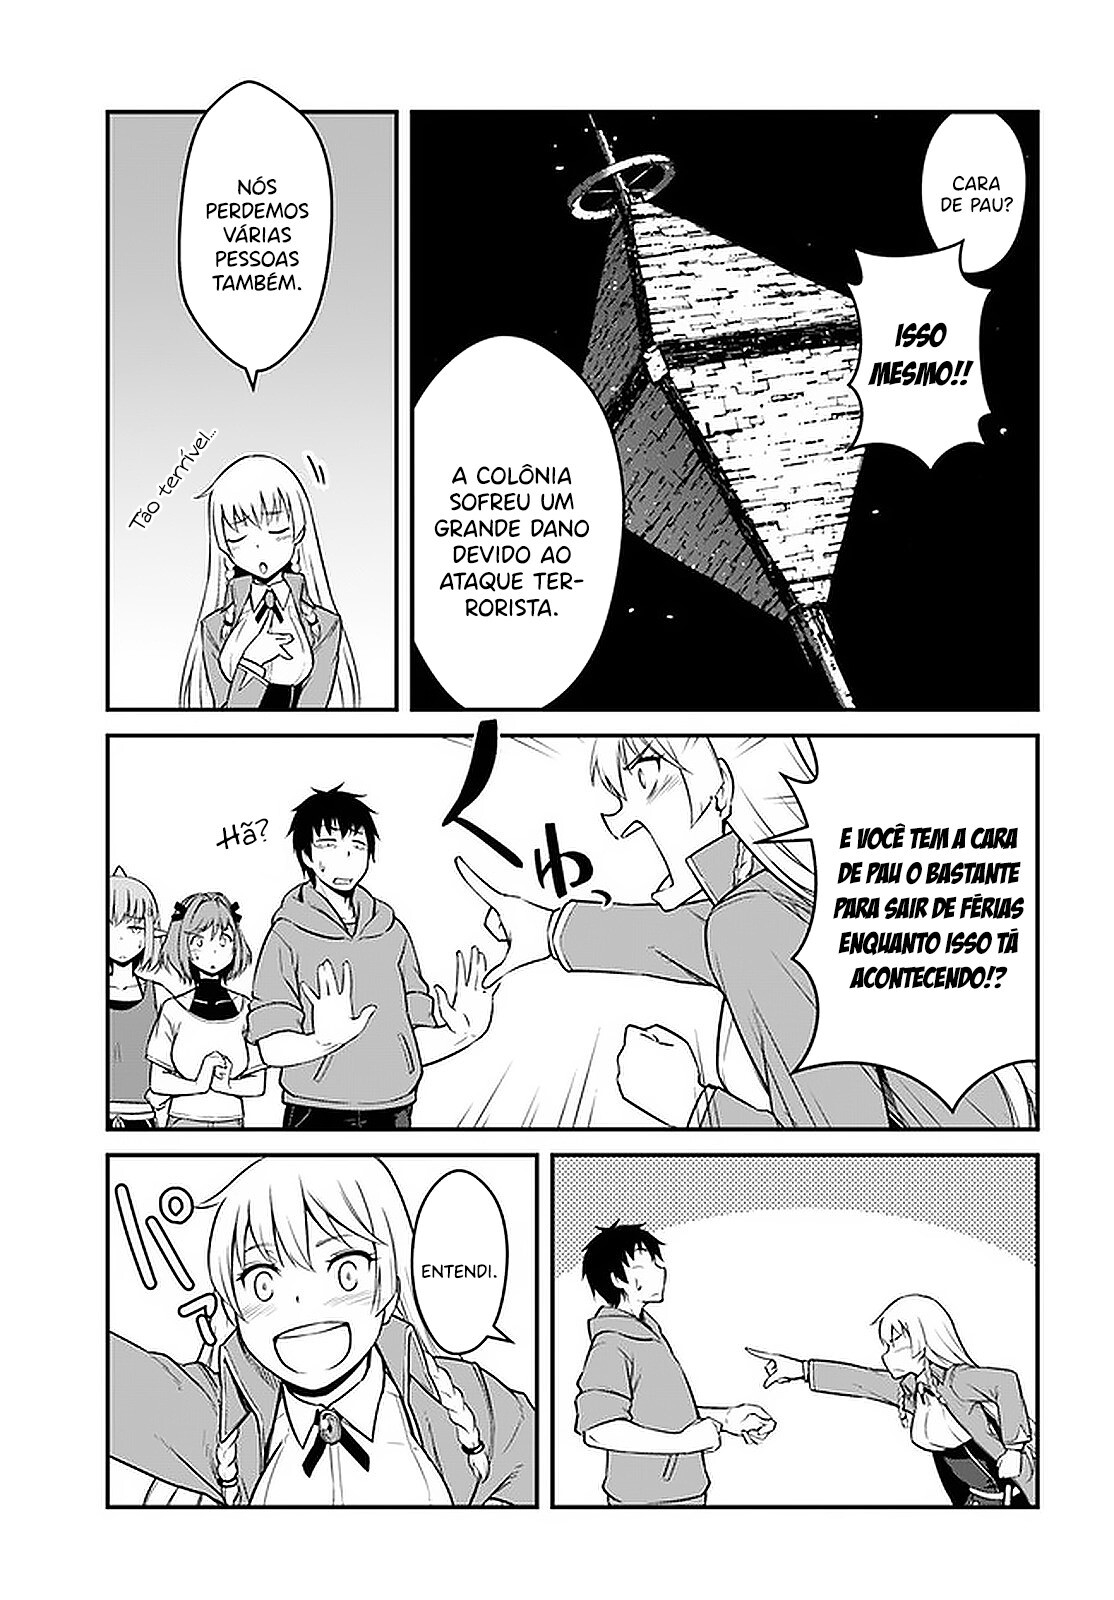 CARA
DE PAU?
ISSO
MESMO!!
A COLÔNIA
SOFREU UM
GRANDE DANO
DEVIDO AO
ATAQUE TER-
RORISTA.
NÓS
PERDEMOS
VÁRIAS
PESSOAS
TAMBÉM.
Tão terrível...
E VOCÊ TEM A CARA
DE PAU O BASTANTE
PARA SAIR DE FÉRIAS
ENQUANTO ISSO TÁ
ACONTECENDO!?
くわっ
Hã?
ENTENDI.
パァ